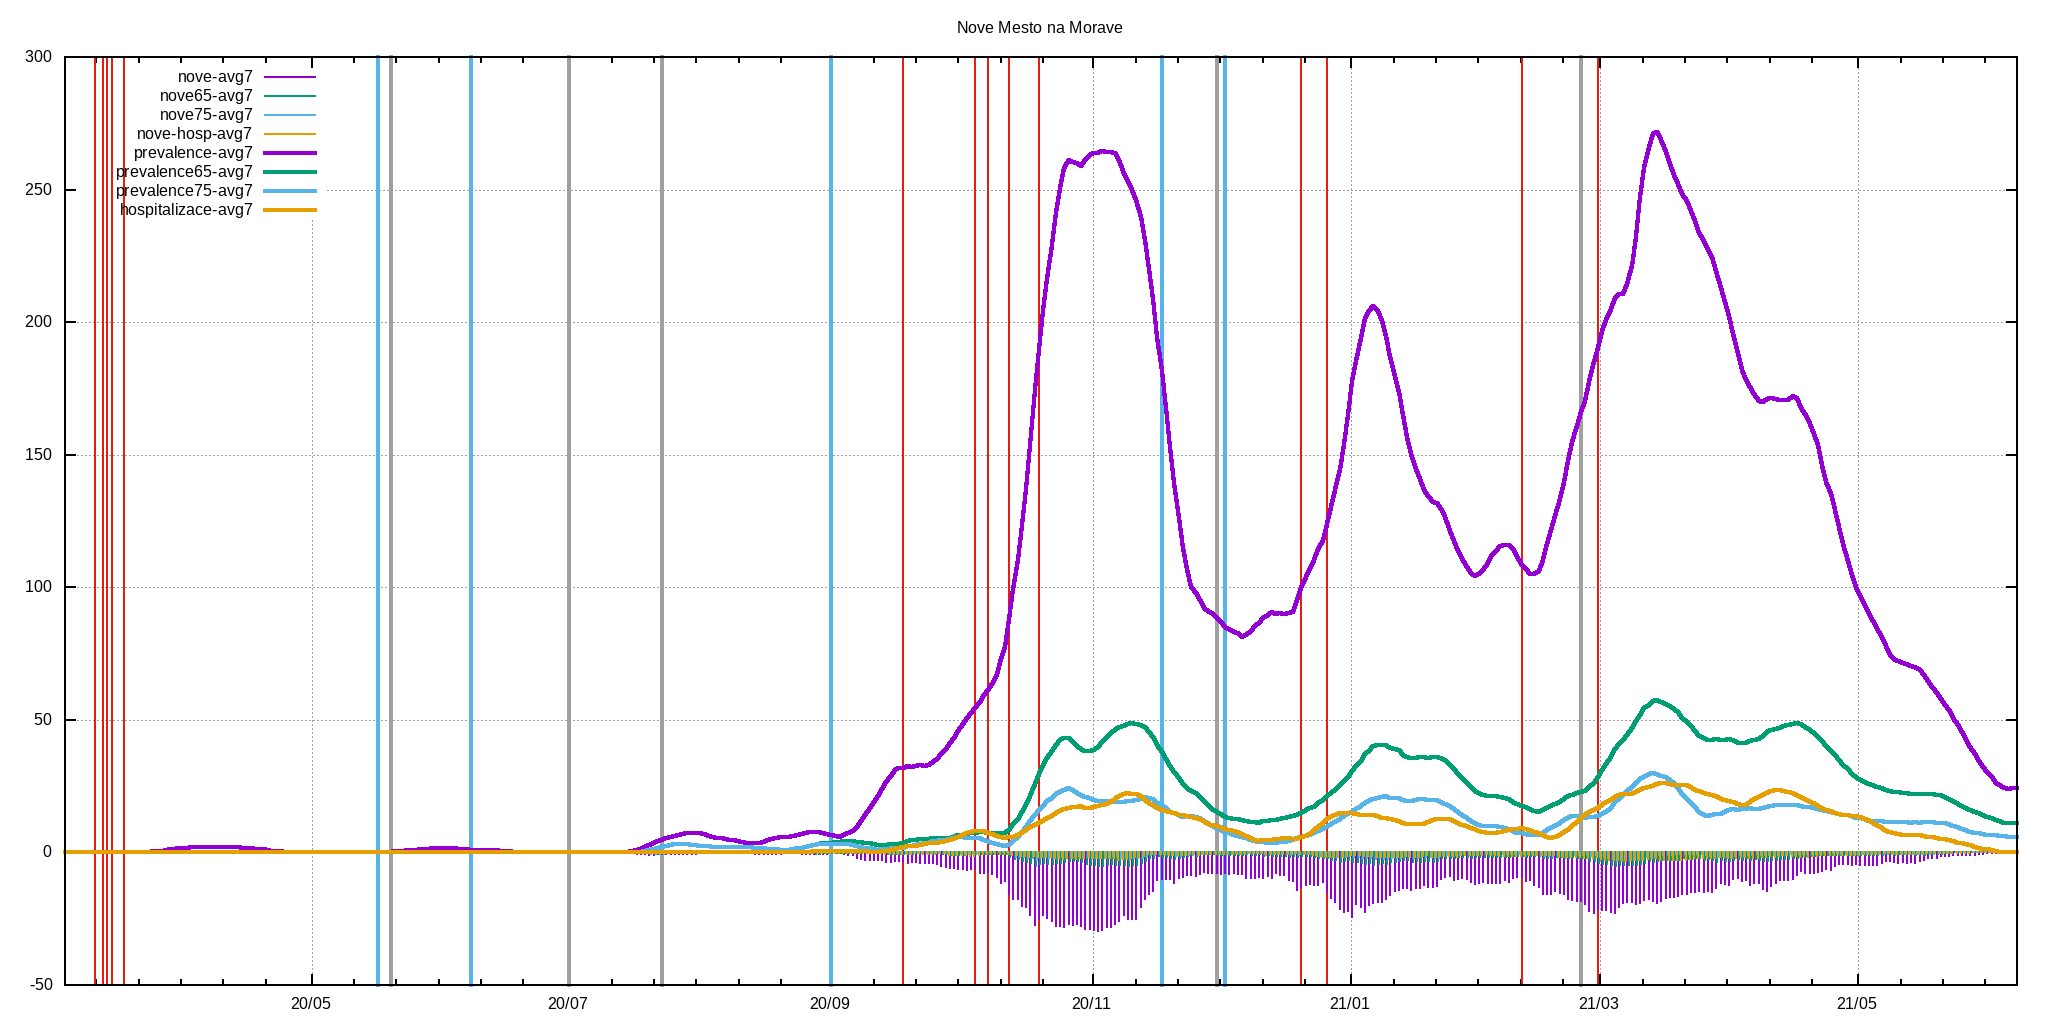 Nove Mesto na Morave
300
250
200
150
100
50
0
-50
nove-avg7
nove65-avg7
nove75-avg7
nove-hosp-avg7
prevalence-avg7
prevalence65-avg7
prevalence75-avg7
hospitalizace-avg7
20/05 20/07 20/09 20/11 21/01 21/03 21/05